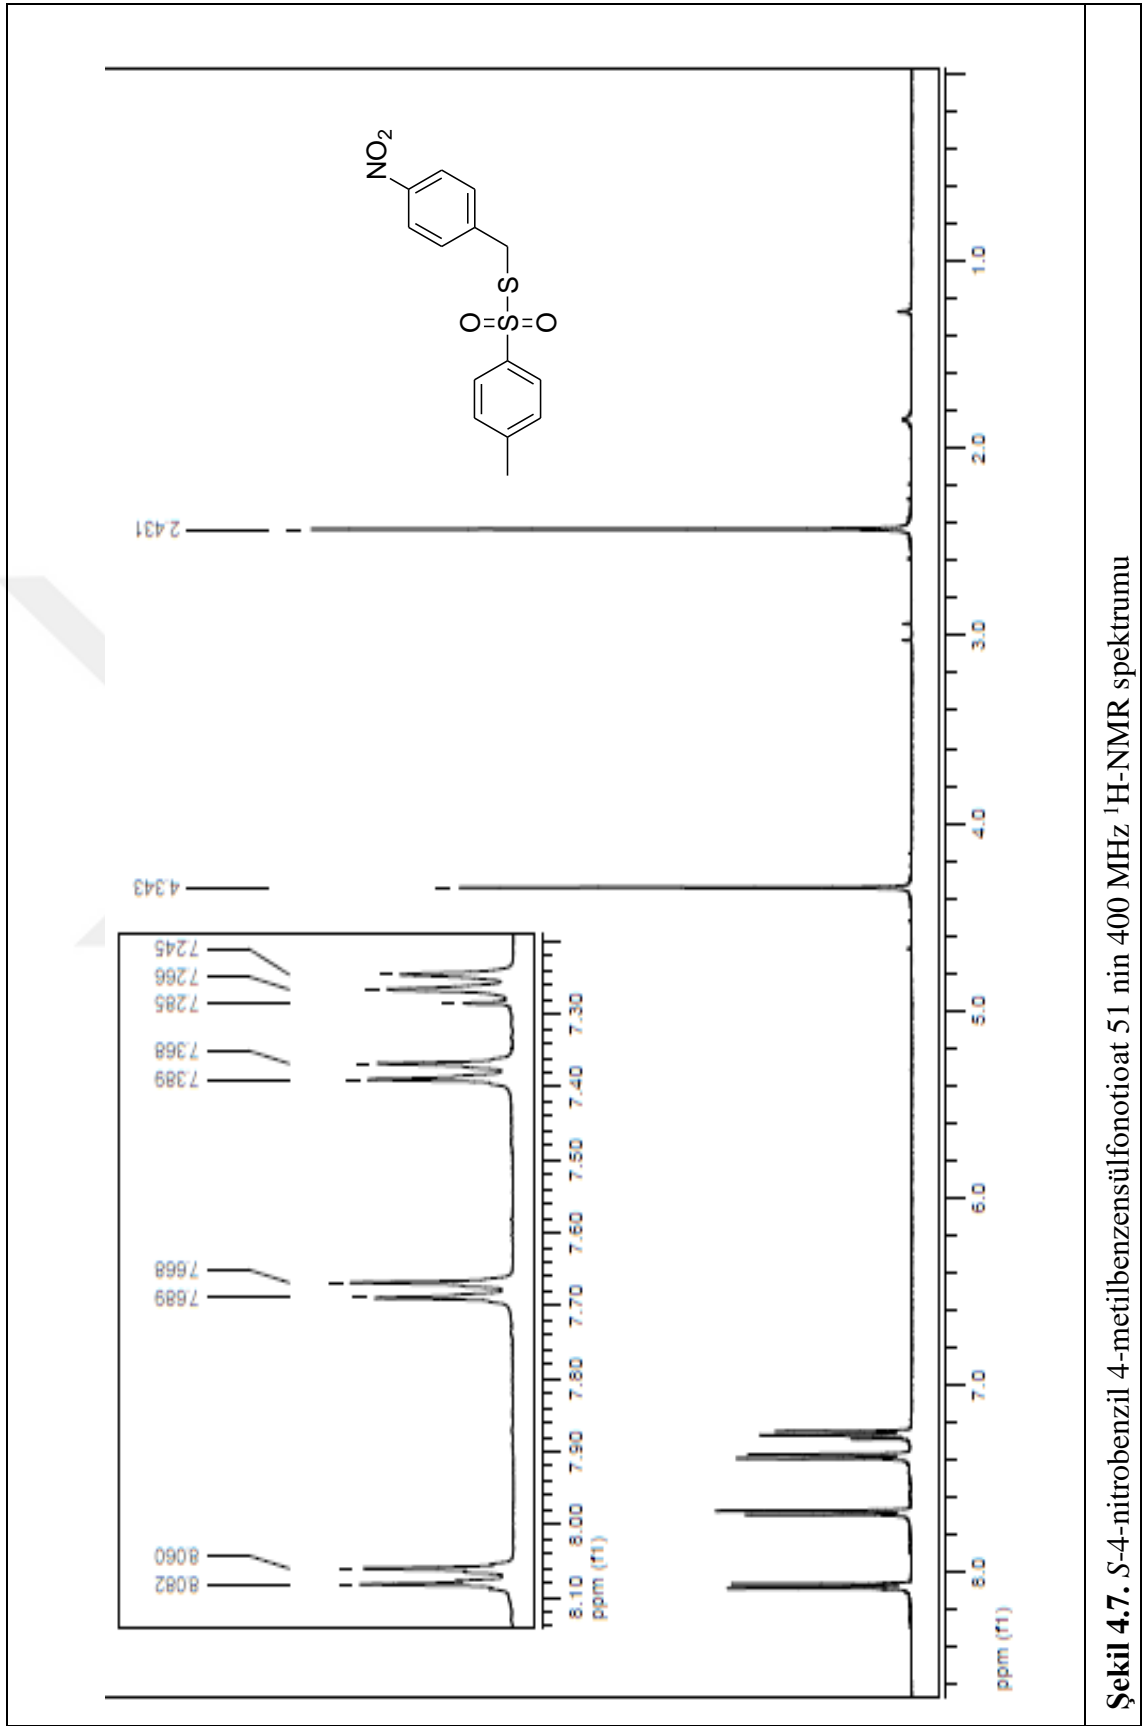 NO2
O
S
S
O
8.082
8.060
7.689
7.668
7.389
7.368
7.285
7.266
7.245
4.343
2.431
8.10 8.00 7.90 7.80 7.70 7.60 7.50 7.40 7.30
ppm (f1)
8.0 7.0 6.0 5.0 4.0 3.0 2.0 1.0
ppm (f1)
Şekil 4.7. S-4-nitrobenzil 4-metilbenzensülfonotioat 51 nin 400 MHz ¹H-NMR spektrumu